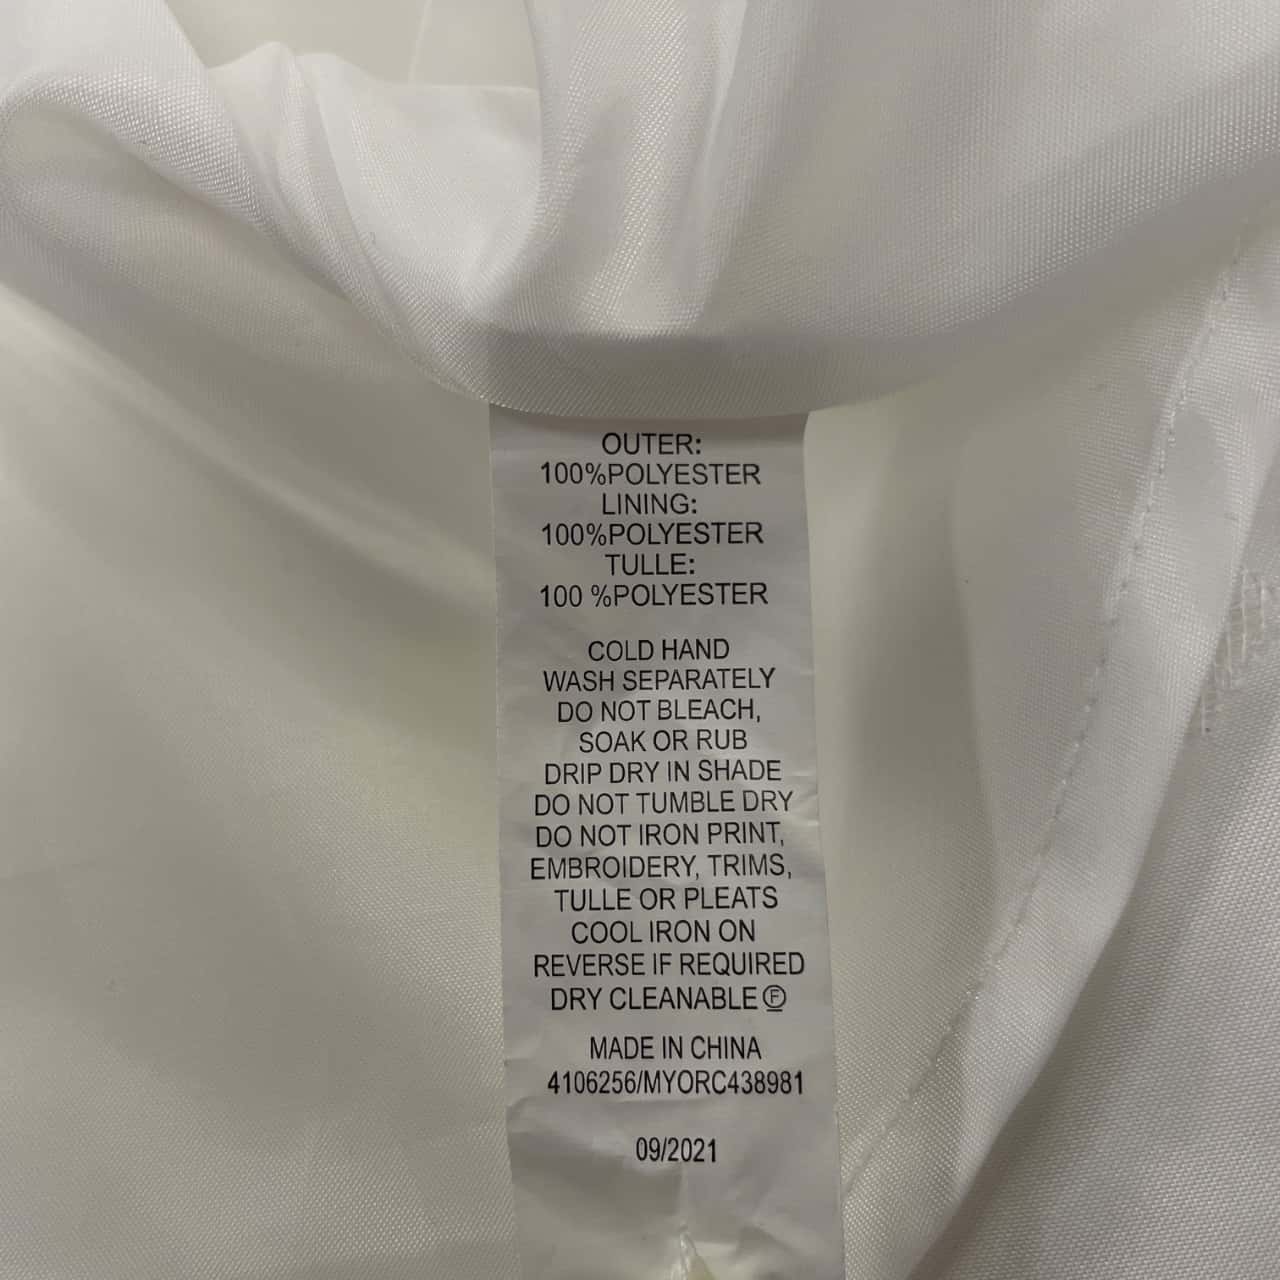 OUTER:
100%POLYESTER
LINING:
100%POLYESTER
TULLE:
100 %POLYESTER
COLD HAND
WASH SEPARATELY
DO NOT BLEACH,
SOAK OR RUB
DRIP DRY IN SHADE
DO NOT TUMBLE DRY
DO NOT IRON PRINT,
EMBROIDERY, TRIMS,
TULLE OR PLEATS
COOL IRON ON
REVERSE IF REQUIRED
DRY CLEANABLE Ⓕ
MADE IN CHINA
4106256/MYORC438981
09/2021